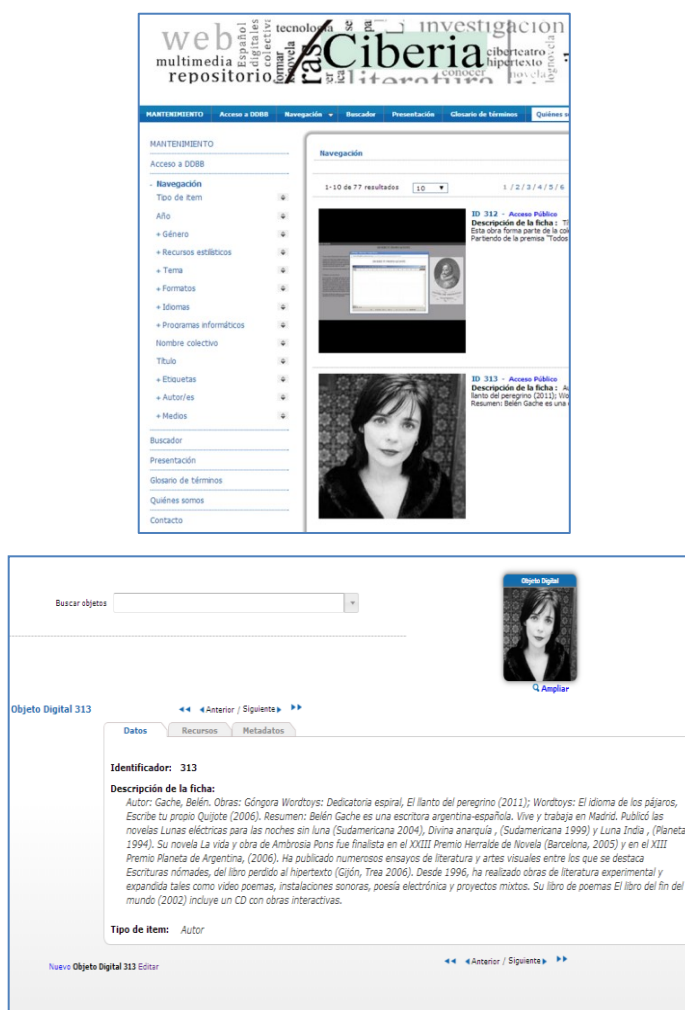 web
multimedia
repositorio
Español
digitales
colectiv
tecnología
formar
novela
ras
se
pa
investigación
Ciberia
ciberteatro
hipertexto
literatura
conocer
novela
lognovela
MANTENIMIENTO Acceso a DDBB Navegación Buscador Presentación Glosario de términos Quiénes s
MANTENIMIENTO
Acceso a DDBB
- Navegación
Tipo de item
Año
+ Género
+ Recursos estilísticos
+ Tema
+ Formatos
+ Idiomas
+ Programas informáticos
Nombre colectivo
Título
+ Etiquetas
+ Autor/es
+ Medios
Buscador
Presentación
Glosario de términos
Quiénes somos
Contacto
Navegación
1-10 de 77 resultados 10 1 / 2 / 3 / 4 / 5 / 6
ID 312 - Acceso Público
Descripción de la ficha : Tí
Esta obra forma parte de la col
Partiendo de la premisa "Todos
ID 313 - Acceso Público
Descripción de la ficha : Au
llanto del peregrino (2011); Wo
Resumen: Belén Gache es una
Buscar objetos
Objeto Digital
Ampliar
Objeto Digital 313 Anterior / Siguiente
Datos Recursos Metadatos
Identificador: 313
Descripción de la ficha:
Autor: Gache, Belén. Obras: Góngora Wordtoys: Dedicatoria espiral, El llanto del peregrino (2011); Wordtoys: El idioma de los pájaros,
Escribe tu propio Quijote (2006). Resumen: Belén Gache es una escritora argentina-española. Vive y trabaja en Madrid. Publicó las
novelas Lunas eléctricas para las noches sin luna (Sudamericana 2004), Divina anarquía , (Sudamericana 1999) y Luna India , (Planeta
1994). Su novela La vida y obra de Ambrosia Pons fue finalista en el XXIII Premio Herralde de Novela (Barcelona, 2005) y en el XIII
Premio Planeta de Argentina, (2006). Ha publicado numerosos ensayos de literatura y artes visuales entre los que se destaca
Escrituras nómades, del libro perdido al hipertexto (Gijón, Trea 2006). Desde 1996, ha realizado obras de literatura experimental y
expandida tales como video poemas, instalaciones sonoras, poesía electrónica y proyectos mixtos. Su libro de poemas El libro del fin del
mundo (2002) incluye un CD con obras interactivas.
Tipo de item: Autor
Nuevo Objeto Digital 313 Editar Anterior / Siguiente